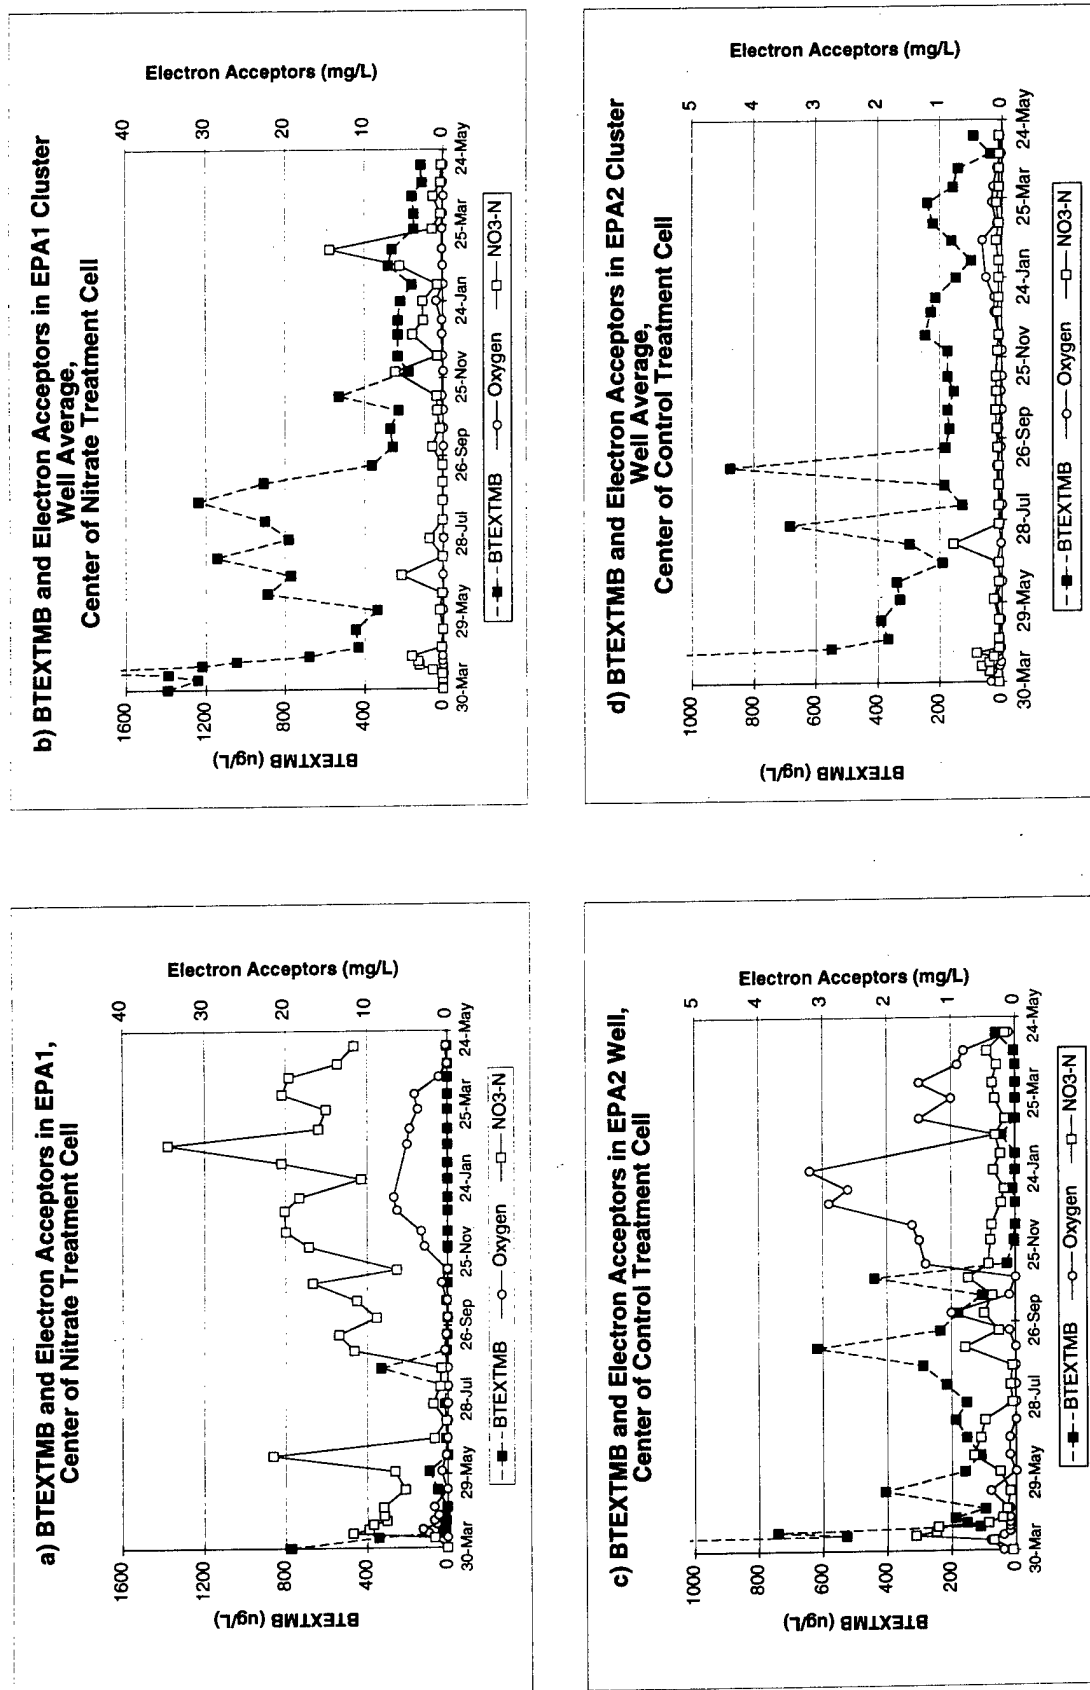 a) BTEXTMB and Electron Acceptors in EPA1,
Center of Nitrate Treatment Cell
BTEXTMB (ug/L)
1600
1200
800
400
0
Electron Acceptors (mg/L)
40
30
20
10
0
30-Mar
29-May
28-Jul
26-Sep
25-Nov
24-Jan
25-Mar
24-May
BTEXTMB Oxygen NO3-N
b) BTEXTMB and Electron Acceptors in EPA1 Cluster
Well Average,
Center of Nitrate Treatment Cell
BTEXTMB (ug/L)
1600
1200
800
400
0
Electron Acceptors (mg/L)
40
30
20
10
0
30-Mar
29-May
28-Jul
26-Sep
25-Nov
24-Jan
25-Mar
24-May
BTEXTMB Oxygen NO3-N
c) BTEXTMB and Electron Acceptors in EPA2 Well,
Center of Control Treatment Cell
BTEXTMB (ug/L)
1000
800
600
400
200
0
Electron Acceptors (mg/L)
5
4
3
2
1
0
30-Mar
29-May
28-Jul
26-Sep
25-Nov
24-Jan
25-Mar
24-May
BTEXTMB Oxygen NO3-N
d) BTEXTMB and Electron Acceptors in EPA2 Cluster
Well Average,
Center of Control Treatment Cell
BTEXTMB (ug/L)
1000
800
600
400
200
0
Electron Acceptors (mg/L)
5
4
3
2
1
0
30-Mar
29-May
28-Jul
26-Sep
25-Nov
24-Jan
25-Mar
24-May
BTEXTMB Oxygen NO3-N